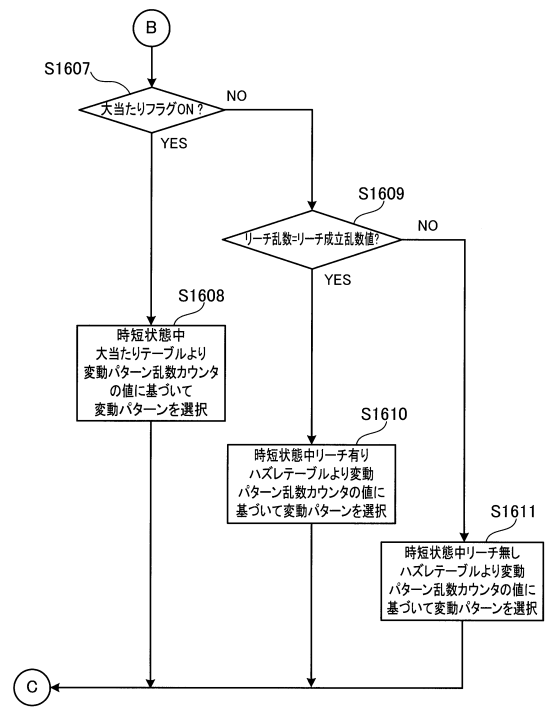 B
S1607
大当たりフラグON？
NO
YES
S1609
リーチ乱数=リーチ成立乱数値?
NO
YES
S1608
時短状態中
大当たりテーブルより
変動パターン乱数カウンタ
の値に基づいて
変動パターンを選択
S1610
時短状態中リーチ有り
ハズレテーブルより変動
パターン乱数カウンタの値に
基づいて変動パターンを選択
S1611
時短状態中リーチ無し
ハズレテーブルより変動
パターン乱数カウンタの値に
基づいて変動パターンを選択
C